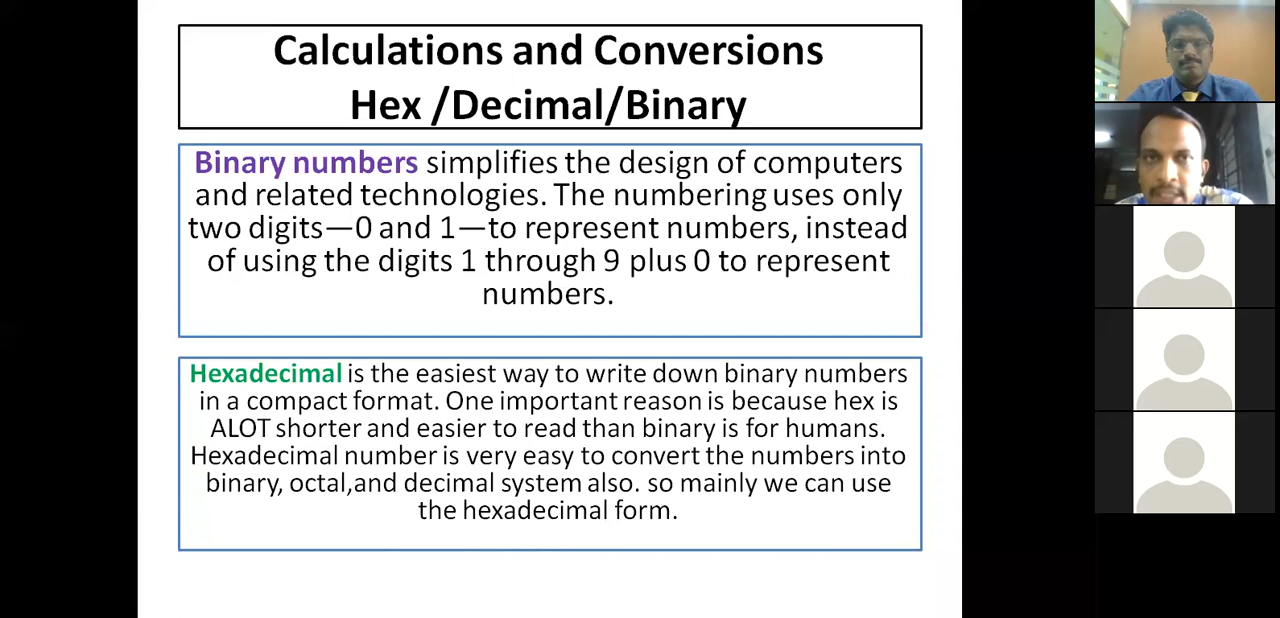 Calculations and Conversions
Hex /Decimal/Binary
Binary numbers simplifies the design of computers
and related technologies. The numbering uses only
two digits—0 and 1—to represent numbers, instead
of using the digits 1 through 9 plus 0 to represent
numbers.
Hexadecimal is the easiest way to write down binary numbers
in a compact format. One important reason is because hex is
ALOT shorter and easier to read than binary is for humans.
Hexadecimal number is very easy to convert the numbers into
binary, octal,and decimal system also. so mainly we can use
the hexadecimal form.